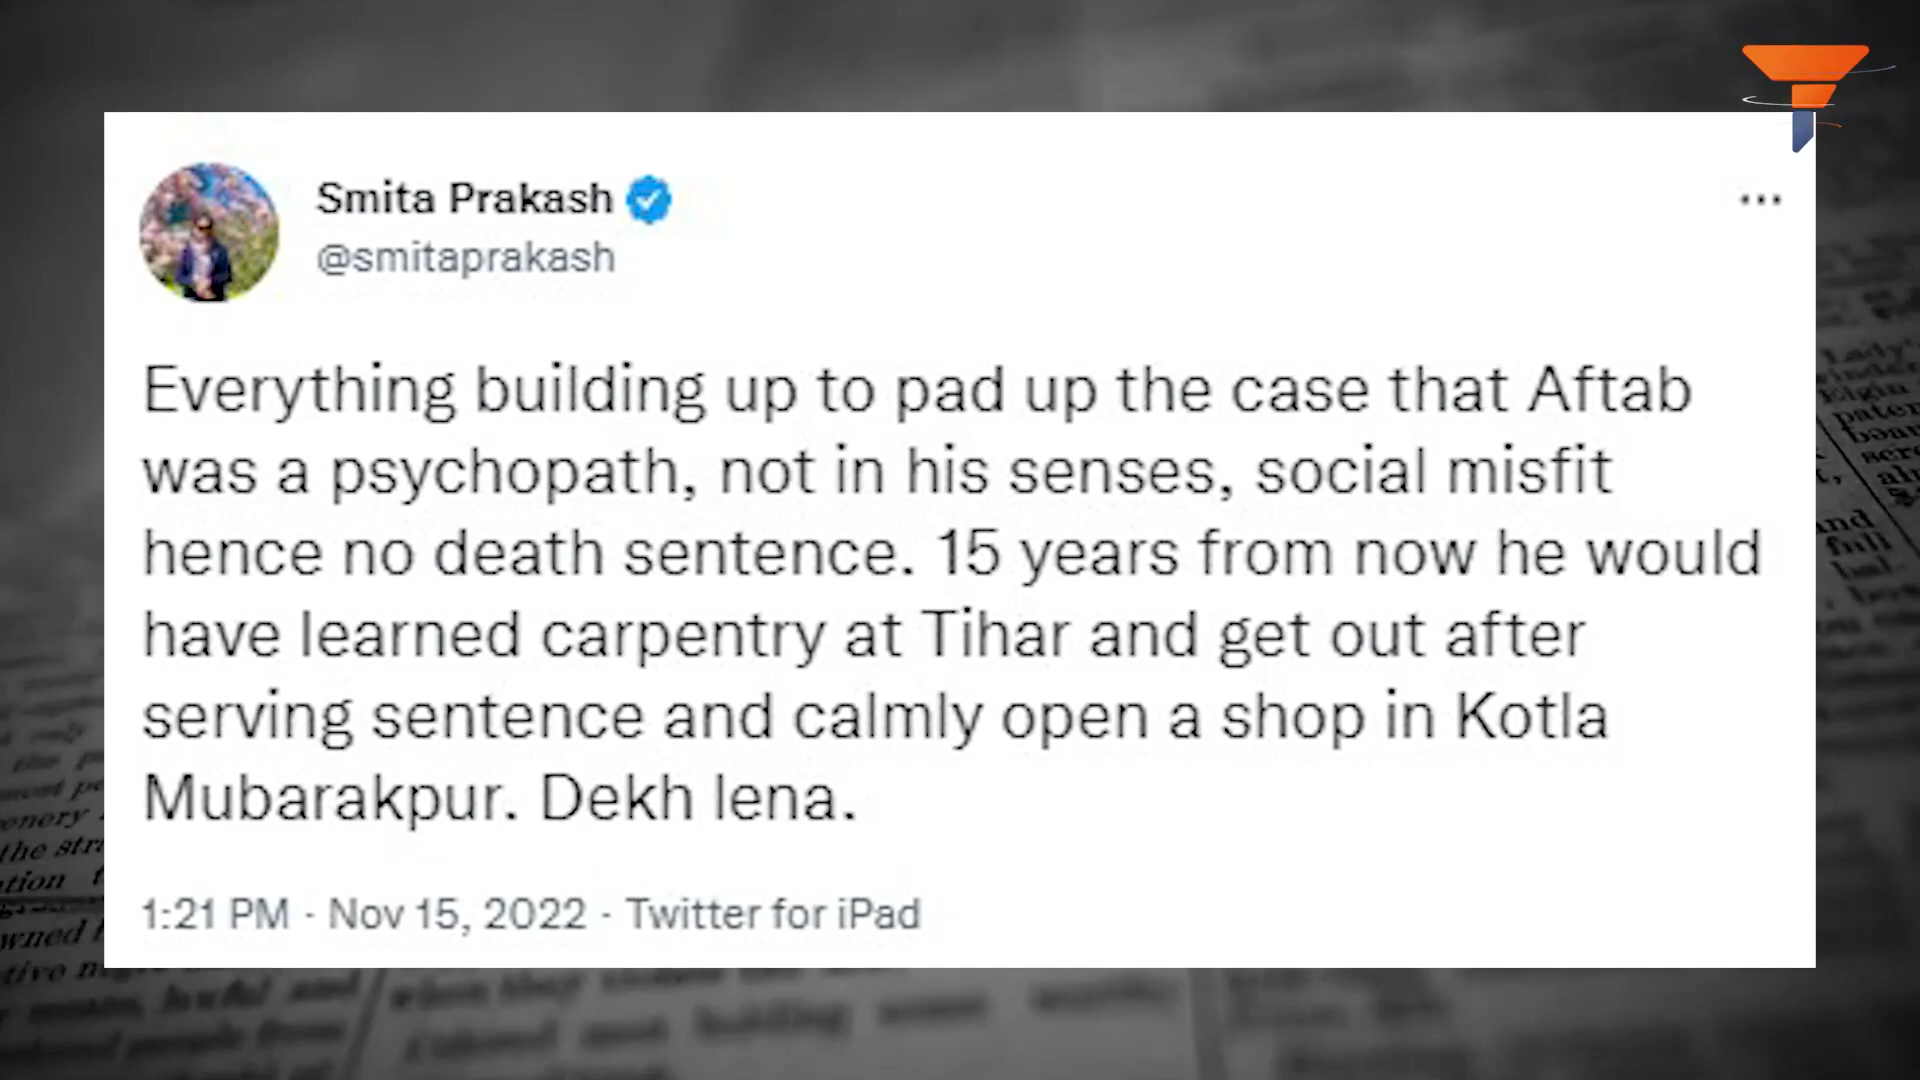 Smita Prakash
@smitaprakash
Everything building up to pad up the case that Aftab
was a psychopath, not in his senses, social misfit
hence no death sentence. 15 years from now he would
have learned carpentry at Tihar and get out after
serving sentence and calmly open a shop in Kotla
Mubarakpur. Dekh lena.
1:21 PM · Nov 15, 2022 · Twitter for iPad